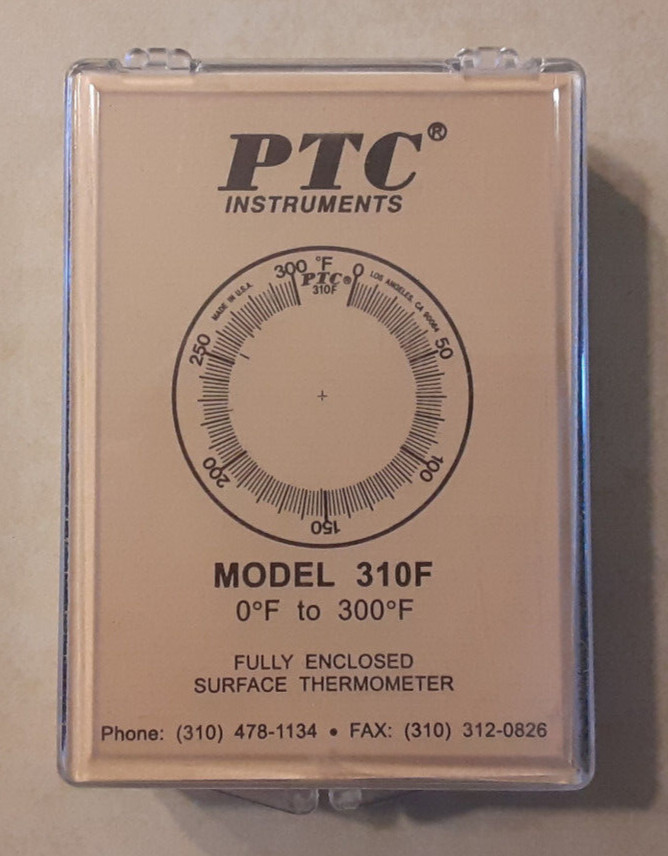 PTC®
INSTRUMENTS
300 °F 0
PTC®
310F
MADE IN U.S.A.
LOS ANGELES, CA 90064
250
50
200
100
150
MODEL 310F
0°F to 300°F
FULLY ENCLOSED
SURFACE THERMOMETER
Phone: (310) 478-1134 • FAX: (310) 312-0826